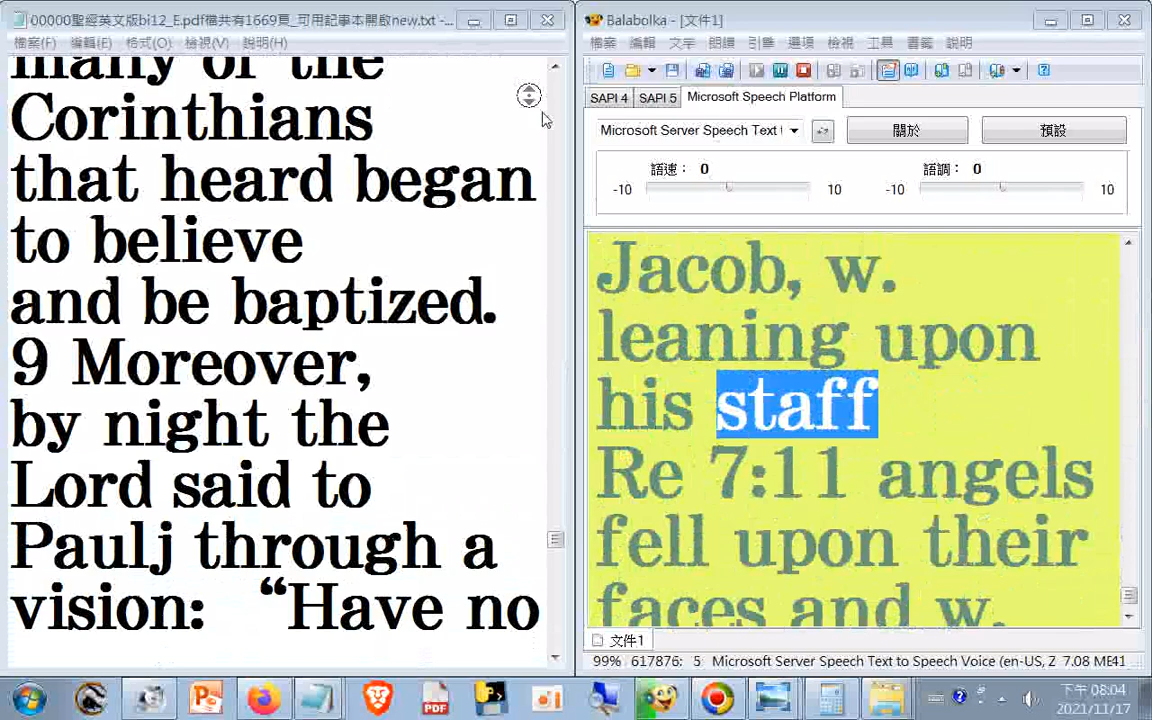 00000聖經英文版bi12_E.pdf檔共有1669頁_可用記事本開啟new.txt -...
檔案(F) 編輯(E) 格式(O) 檢視(V) 說明(H)
many of the
Corinthians
that heard began
to believe
and be baptized.
9 Moreover,
by night the
Lord said to
Paulj through a
vision: “Have no
Balabolka - [文件1]
檔案 編輯 文字 朗讀 引擎 選項 檢視 工具 書籤 說明
SAPI 4 SAPI 5 Microsoft Speech Platform
Microsoft Server Speech Text 關於 預設
語速： 0 語調： 0
-10 10 -10 10
Jacob, w.
leaning upon
his staff
Re 7:11 angels
fell upon their
faces and w.
文件1
99% 617876: 5 Microsoft Server Speech Text to Speech Voice (en-US, Z 7.08 ME41
PDF
下午 08:04
2021/11/17